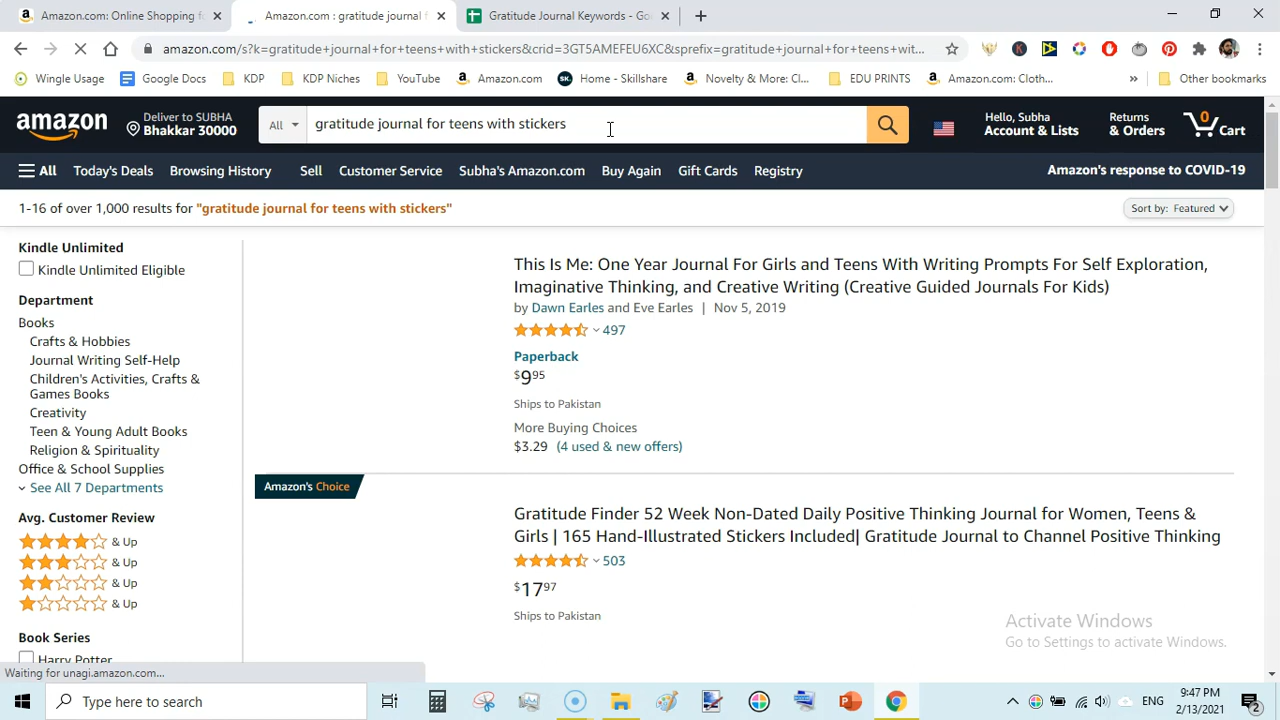 Amazon.com: Online Shopping f
Amazon.com : gratitude journal f
Gratitude Journal Keywords - Goo
amazon.com/s?k=gratitude+journal+for+teens+with+stickers&crid=3GT5AMEFEU6XC&sprefix=gratitude+journal+for+teens+wit...
Wingle Usage
Google Docs
KDP
KDP Niches
YouTube
Amazon.com
SK.
Home - Skillshare
Novelty & More: Cl...
EDU PRINTS
Amazon.com: Cloth...
»
Other bookmarks
amazon
Deliver to SUBHA
Bhakkar 30000
All
gratitude journal for teens with stickers
Hello, Subha
Account & Lists
Returns
& Orders
0
Cart
All
Today's Deals
Browsing History
Sell
Customer Service
Subha's Amazon.com
Buy Again
Gift Cards
Registry
Amazon's response to COVID-19
1-16 of over 1,000 results for "gratitude journal for teens with stickers"
Sort by: Featured
Kindle Unlimited
Kindle Unlimited Eligible
Department
Books
Crafts & Hobbies
Journal Writing Self-Help
Children's Activities, Crafts &
Games Books
Creativity
Teen & Young Adult Books
Religion & Spirituality
Office & School Supplies
See All 7 Departments
Avg. Customer Review
& Up
& Up
& Up
& Up
Book Series
Harry Potter
This Is Me: One Year Journal For Girls and Teens With Writing Prompts For Self Exploration,
Imaginative Thinking, and Creative Writing (Creative Guided Journals For Kids)
by Dawn Earles and Eve Earles | Nov 5, 2019
497
Paperback
$995
Ships to Pakistan
More Buying Choices
$3.29 (4 used & new offers)
Amazon's Choice
Gratitude Finder 52 Week Non-Dated Daily Positive Thinking Journal for Women, Teens &
Girls | 165 Hand-Illustrated Stickers Included| Gratitude Journal to Channel Positive Thinking
503
$1797
Ships to Pakistan
Activate Windows
Go to Settings to activate Windows.
Waiting for unagi.amazon.com...
Type here to search
ENG
9:47 PM
2/13/2021
2